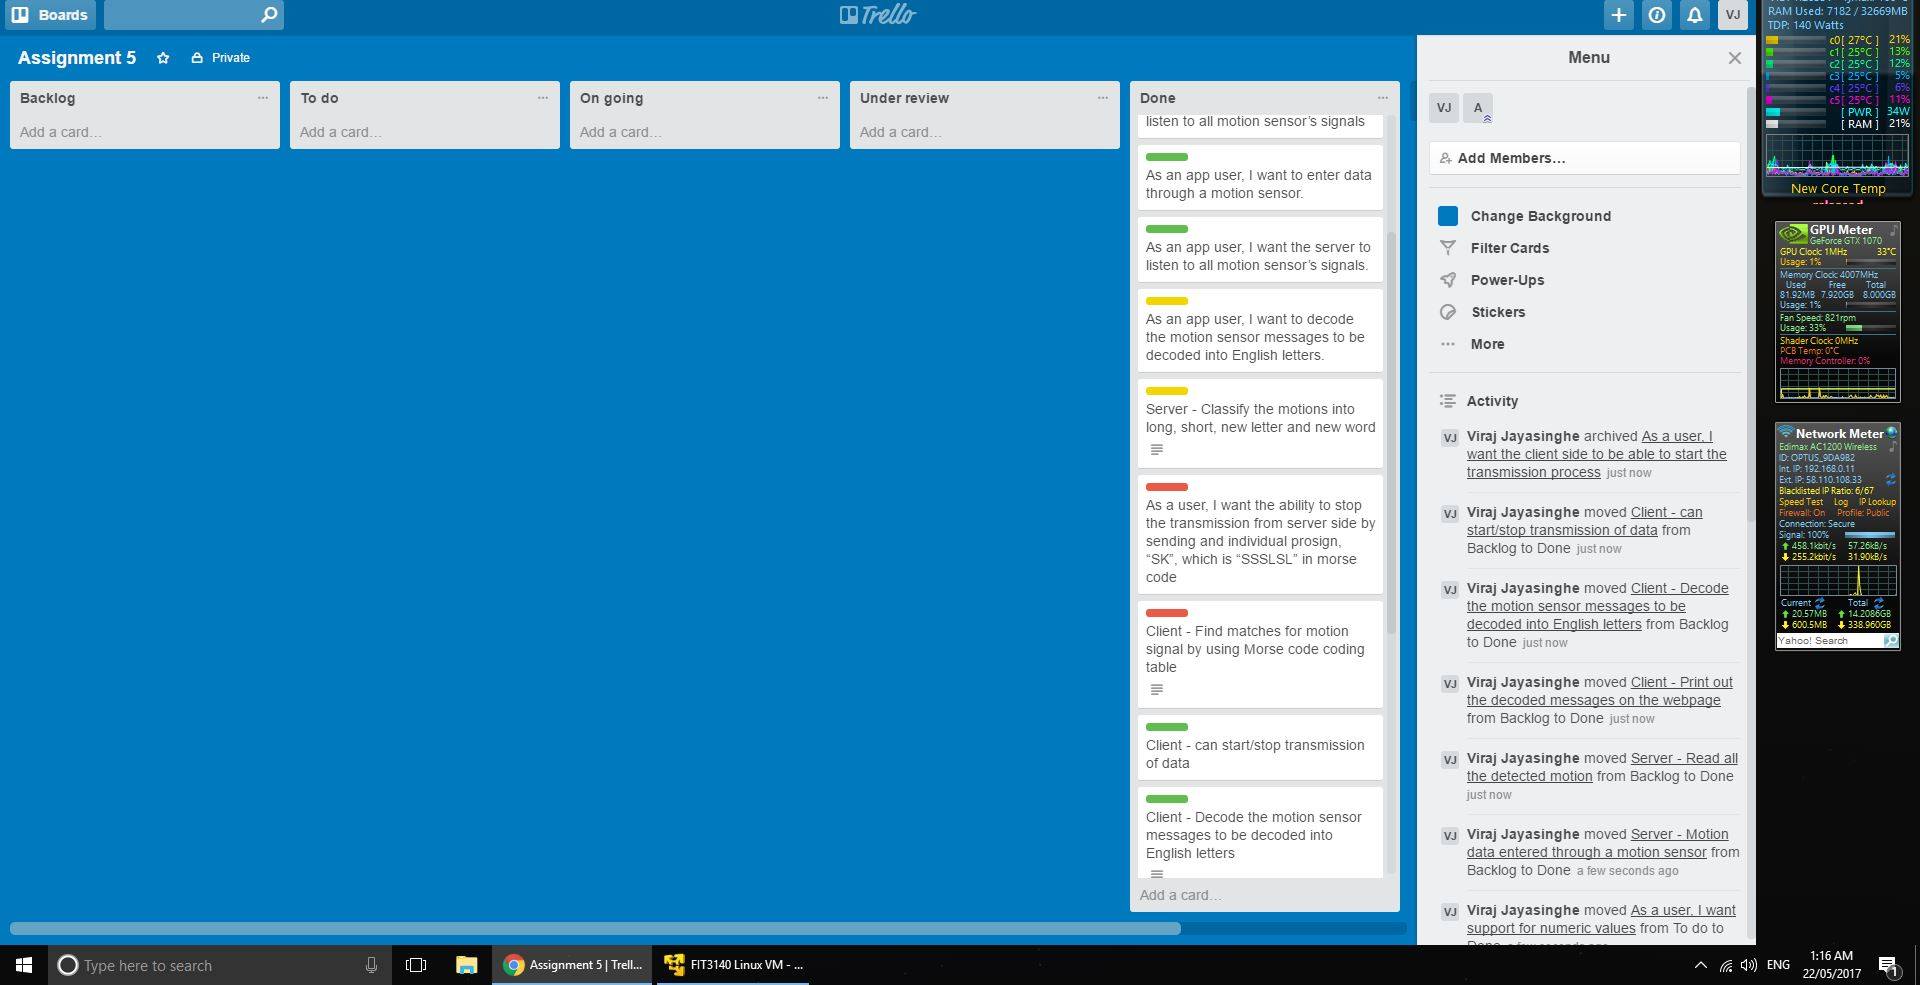 Boards
Trello
VJ
Assignment 5
Private
Backlog
Add a card…
To do
Add a card…
On going
Add a card…
Under review
Add a card…
Done
listen to all motion sensor’s signals
As an app user, I want to enter data
through a motion sensor.
As an app user, I want the server to
listen to all motion sensor’s signals.
As an app user, I want to decode
the motion sensor messages to be
decoded into English letters.
Server - Classify the motions into
long, short, new letter and new word
As a user, I want the ability to stop
the transmission from server side by
sending and individual prosign,
“SK”, which is “SSSLSL” in morse
code
Client - Find matches for motion
signal by using Morse code coding
table
Client - can start/stop transmission
of data
Client - Decode the motion sensor
messages to be decoded into
English letters
Add a card…
Menu
VJ A
Add Members…
Change Background
Filter Cards
Power-Ups
Stickers
More
Activity
VJ Viraj Jayasinghe archived As a user, I
want the client side to be able to start the
transmission process just now
VJ Viraj Jayasinghe moved Client - can
start/stop transmission of data from
Backlog to Done just now
VJ Viraj Jayasinghe moved Client - Decode
the motion sensor messages to be
decoded into English letters from Backlog
to Done just now
VJ Viraj Jayasinghe moved Client - Print out
the decoded messages on the webpage
from Backlog to Done just now
VJ Viraj Jayasinghe moved Server - Read all
the detected motion from Backlog to Done
just now
VJ Viraj Jayasinghe moved Server - Motion
data entered through a motion sensor from
Backlog to Done a few seconds ago
VJ Viraj Jayasinghe moved As a user, I want
support for numeric values from To do to
Done a few seconds ago
RAM Used: 7182 / 32669MB
TDP: 140 Watts
c0[ 27°C ] 21%
c1[ 25°C ] 13%
c2[ 25°C ] 12%
c3[ 25°C ] 5%
c4[ 25°C ] 6%
c5[ 25°C ] 11%
[ PWR ] 34W
[ RAM ] 21%
New Core Temp
released
GPU Meter
GeForce GTX 1070
GPU Clock: 1MHz 33°C
Usage: 1%
Memory Clock: 4007MHz
Used Free Total
81.92MB 7.920GB 8.000GB
Usage: 1%
Fan Speed: 821rpm
Usage: 33%
Shader Clock: 0MHz
PCB Temp: 0°C
Memory Controller: 0%
Network Meter
Edimax AC1200 Wireless
ID: OPTUS_9DA9B2
Int. IP: 192.168.0.11
Ext. IP: 58.110.108.33
Blacklisted IP Ratio: 6/67
Speed Test Log IP Lookup
Firewall: On Profile: Public
Connection: Secure
Signal: 100%
458.1kbit/s 57.26kB/s
255.2kbit/s 31.90kB/s
Current Total
20.57MB 14.2086GB
600.5MB 338.960GB
Yahoo! Search
Type here to search
Assignment 5 | Trell...
FIT3140 Linux VM - ...
ENG
1:16 AM
22/05/2017
1